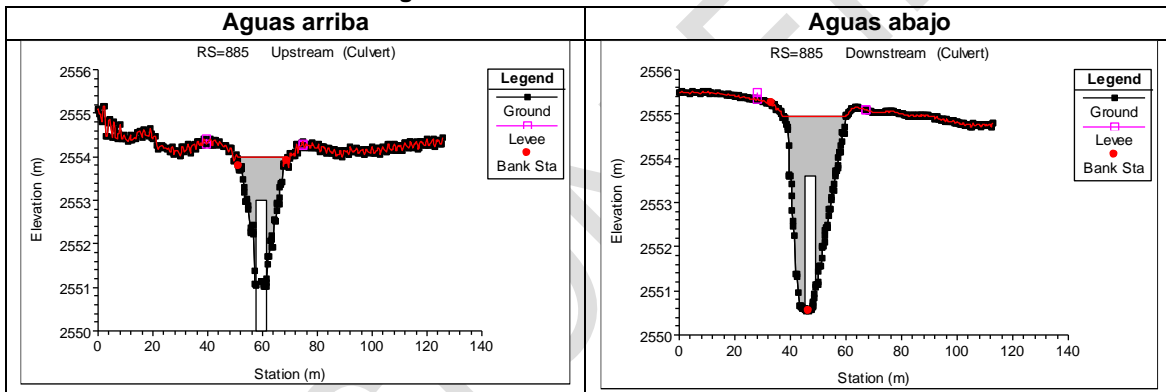 Aguas arriba
Aguas abajo
RS=885 Upstream (Culvert)
2556
2555
2554
2553
2552
2551
2550
0 20 40 60 80 100 120 140
Station (m)
Elevation (m)
Legend
Ground
Levee
Bank Sta
RS=885 Downstream (Culvert)
2556
2555
2554
2553
2552
2551
2550
0 20 40 60 80 100 120 140
Station (m)
Elevation (m)
Legend
Ground
Levee
Bank Sta